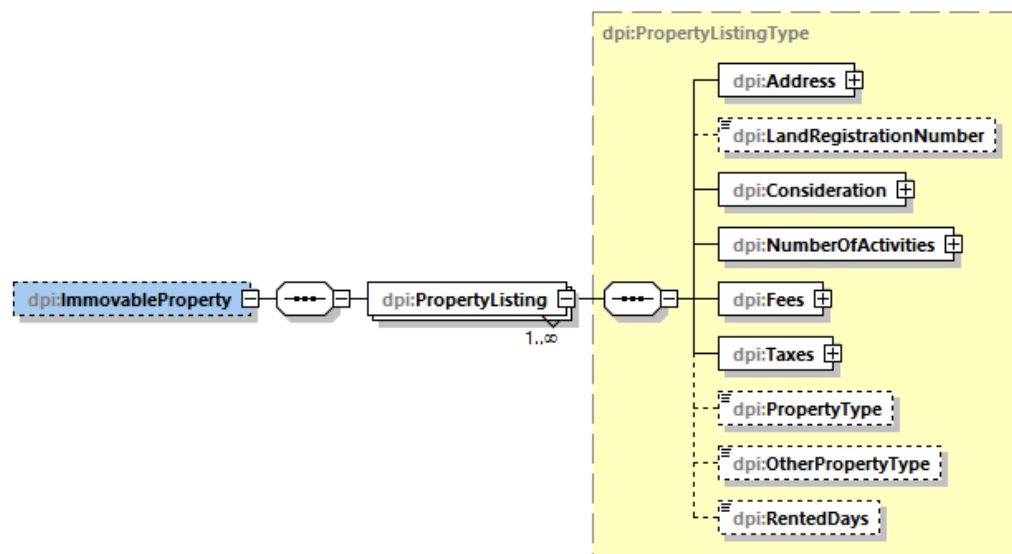 dpi:PropertyListingType
dpi:Address
dpi:LandRegistrationNumber
dpi:Consideration
dpi:NumberOfActivities
dpi:ImmovableProperty
dpi:PropertyListing
1..∞
dpi:Fees
dpi:Taxes
dpi:PropertyType
dpi:OtherPropertyType
dpi:RentedDays